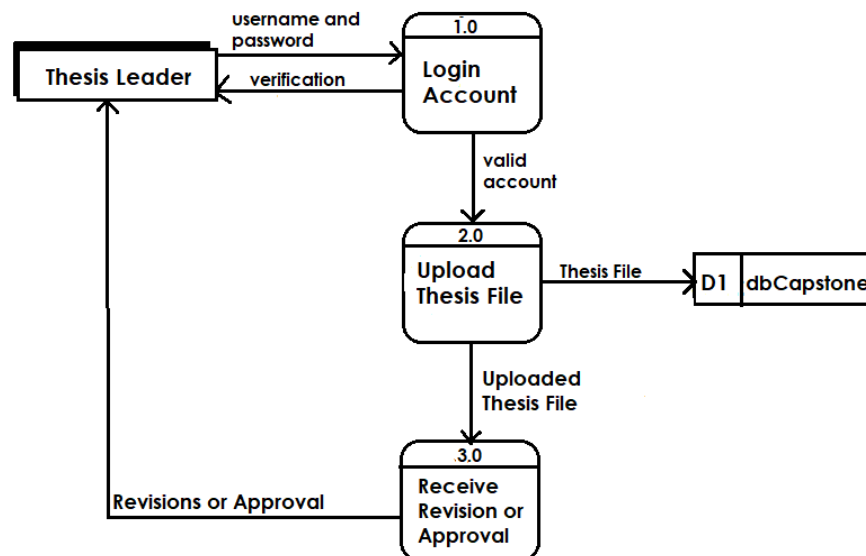 username and
password
1.0
Thesis Leader
Login
Account
verification
valid
account
2.0
Upload
Thesis File
Thesis File
D1
dbCapstone
Uploaded
Thesis File
3.0
Receive
Revision or
Approval
Revisions or Approval